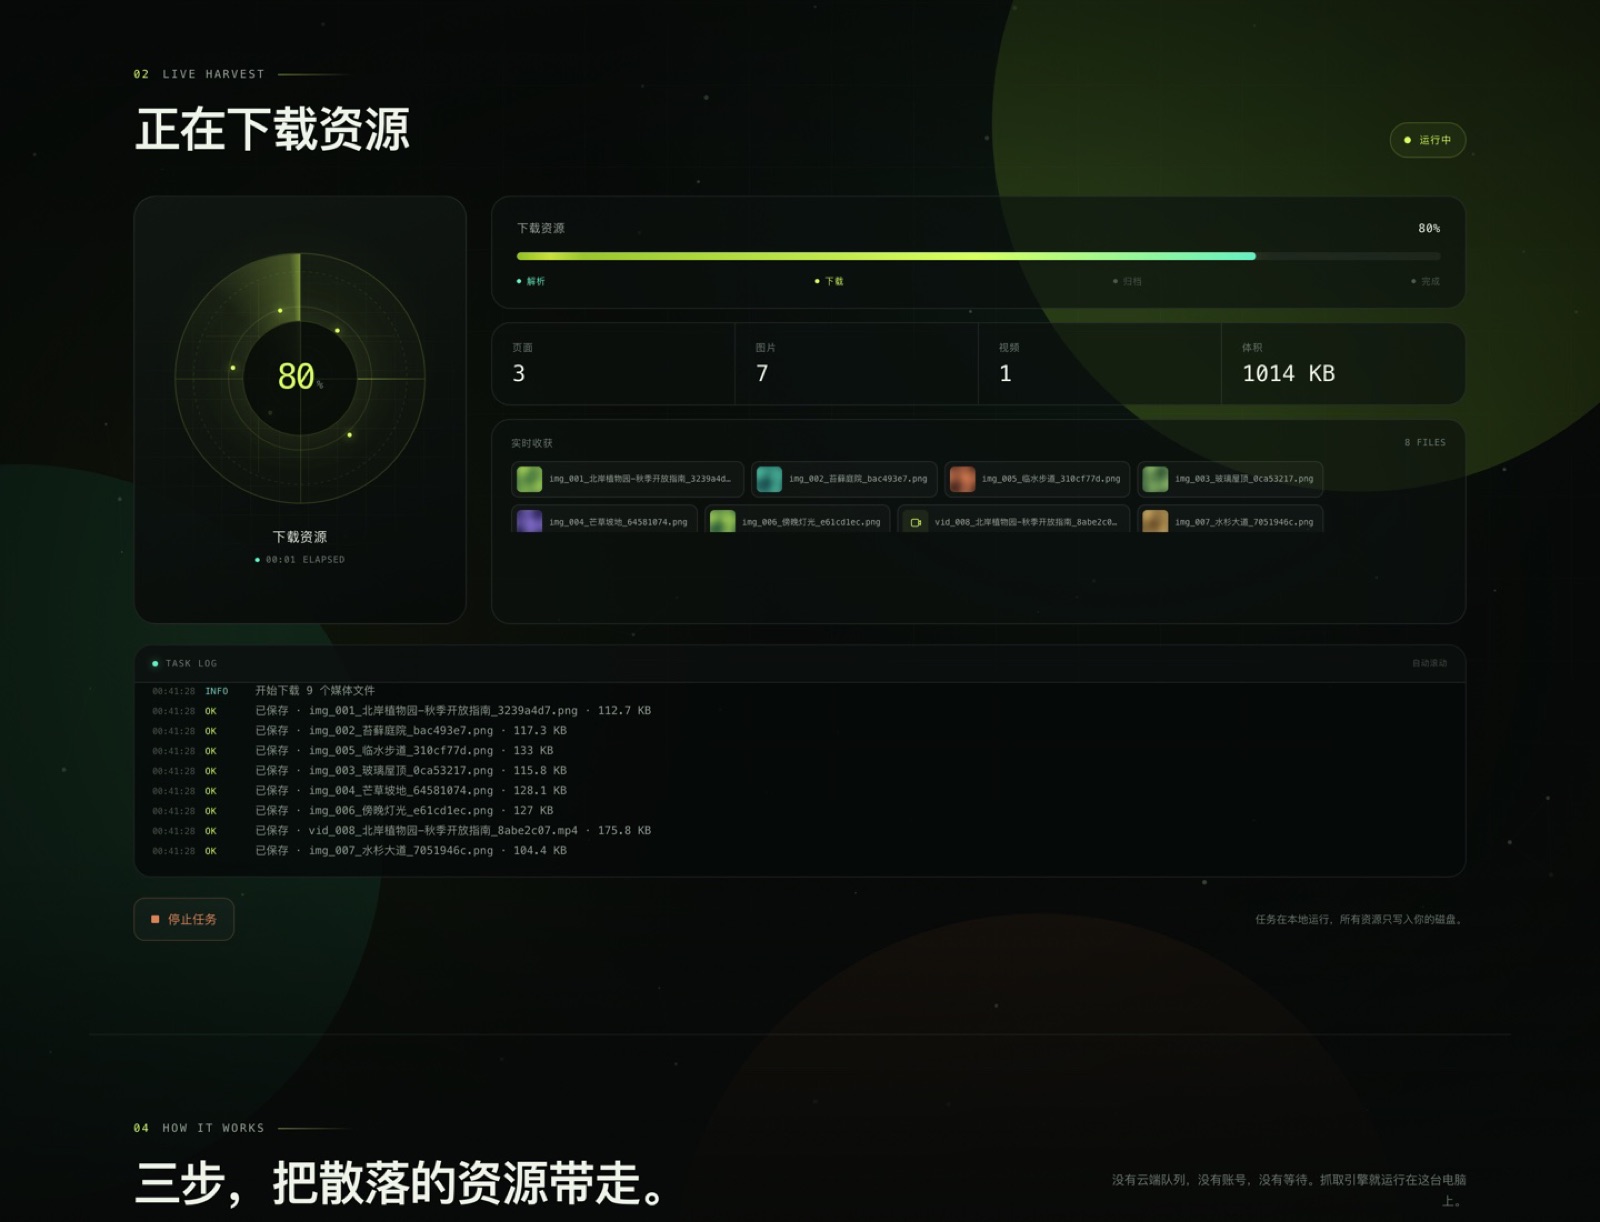 02 LIVE HARVEST
正在下载资源
运行中
80%
下载资源
00:01 ELAPSED
下载资源 80%
解析 下载 归档 完成
页面 图片 视频 体积
3 7 1 1014 KB
实时收获 8 FILES
img_001_北岸植物园-秋季开放指南_3239a4d… img_002_苔藓庭院_bac493e7.png img_005_临水步道_310cf77d.png img_003_玻璃屋顶_0ca53217.png
img_004_芒草坡地_64581074.png img_006_傍晚灯光_e61cd1ec.png vid_008_北岸植物园-秋季开放指南_8abe2c0… img_007_水杉大道_7051946c.png
TASK LOG 自动滚动
00:41:28 INFO 开始下载 9 个媒体文件
00:41:28 OK 已保存 · img_001_北岸植物园-秋季开放指南_3239a4d7.png · 112.7 KB
00:41:28 OK 已保存 · img_002_苔藓庭院_bac493e7.png · 117.3 KB
00:41:28 OK 已保存 · img_005_临水步道_310cf77d.png · 133 KB
00:41:28 OK 已保存 · img_003_玻璃屋顶_0ca53217.png · 115.8 KB
00:41:28 OK 已保存 · img_004_芒草坡地_64581074.png · 128.1 KB
00:41:28 OK 已保存 · img_006_傍晚灯光_e61cd1ec.png · 127 KB
00:41:28 OK 已保存 · vid_008_北岸植物园-秋季开放指南_8abe2c07.mp4 · 175.8 KB
00:41:28 OK 已保存 · img_007_水杉大道_7051946c.png · 104.4 KB
停止任务
任务在本地运行，所有资源只写入你的磁盘。
04 HOW IT WORKS
三步，把散落的资源带走。
没有云端队列，没有账号，没有等待。抓取引擎就运行在这台电脑
上。